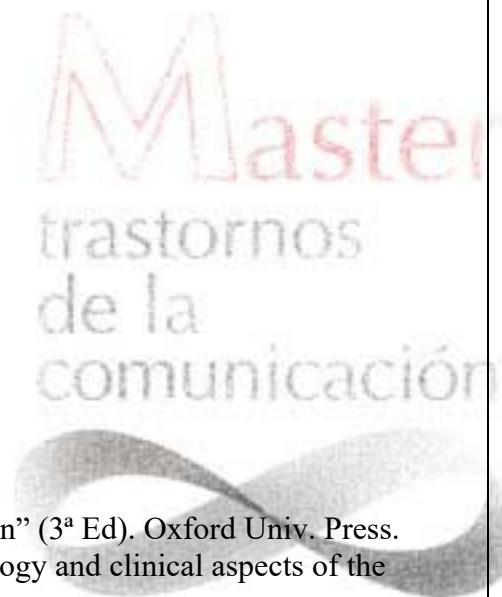 Master
trastornos
de la
comunicación
n” (3ª Ed). Oxford Univ. Press.
ogy and clinical aspects of the